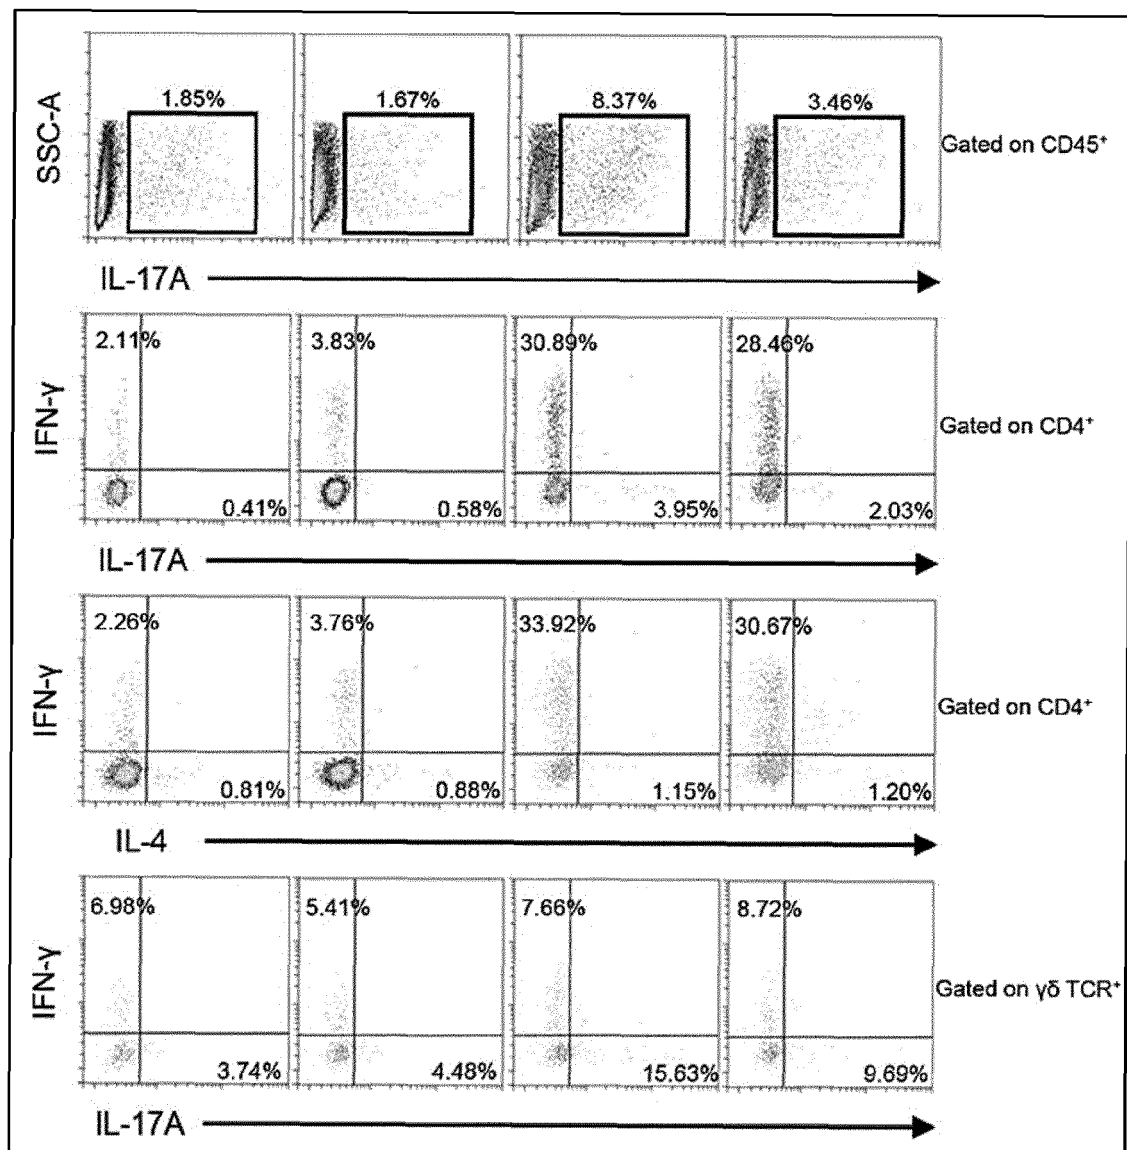 1.85% 1.67% 8.37% 3.46%
SSC-A
Gated on CD45⁺
IL-17A
2.11% 3.83% 30.89% 28.46%
IFN-γ
Gated on CD4⁺
0.41% 0.58% 3.95% 2.03%
IL-17A
2.26% 3.76% 33.92% 30.67%
IFN-γ
Gated on CD4⁺
0.81% 0.88% 1.15% 1.20%
IL-4
6.98% 5.41% 7.66% 8.72%
IFN-γ
Gated on γδ TCR⁺
3.74% 4.48% 15.63% 9.69%
IL-17A